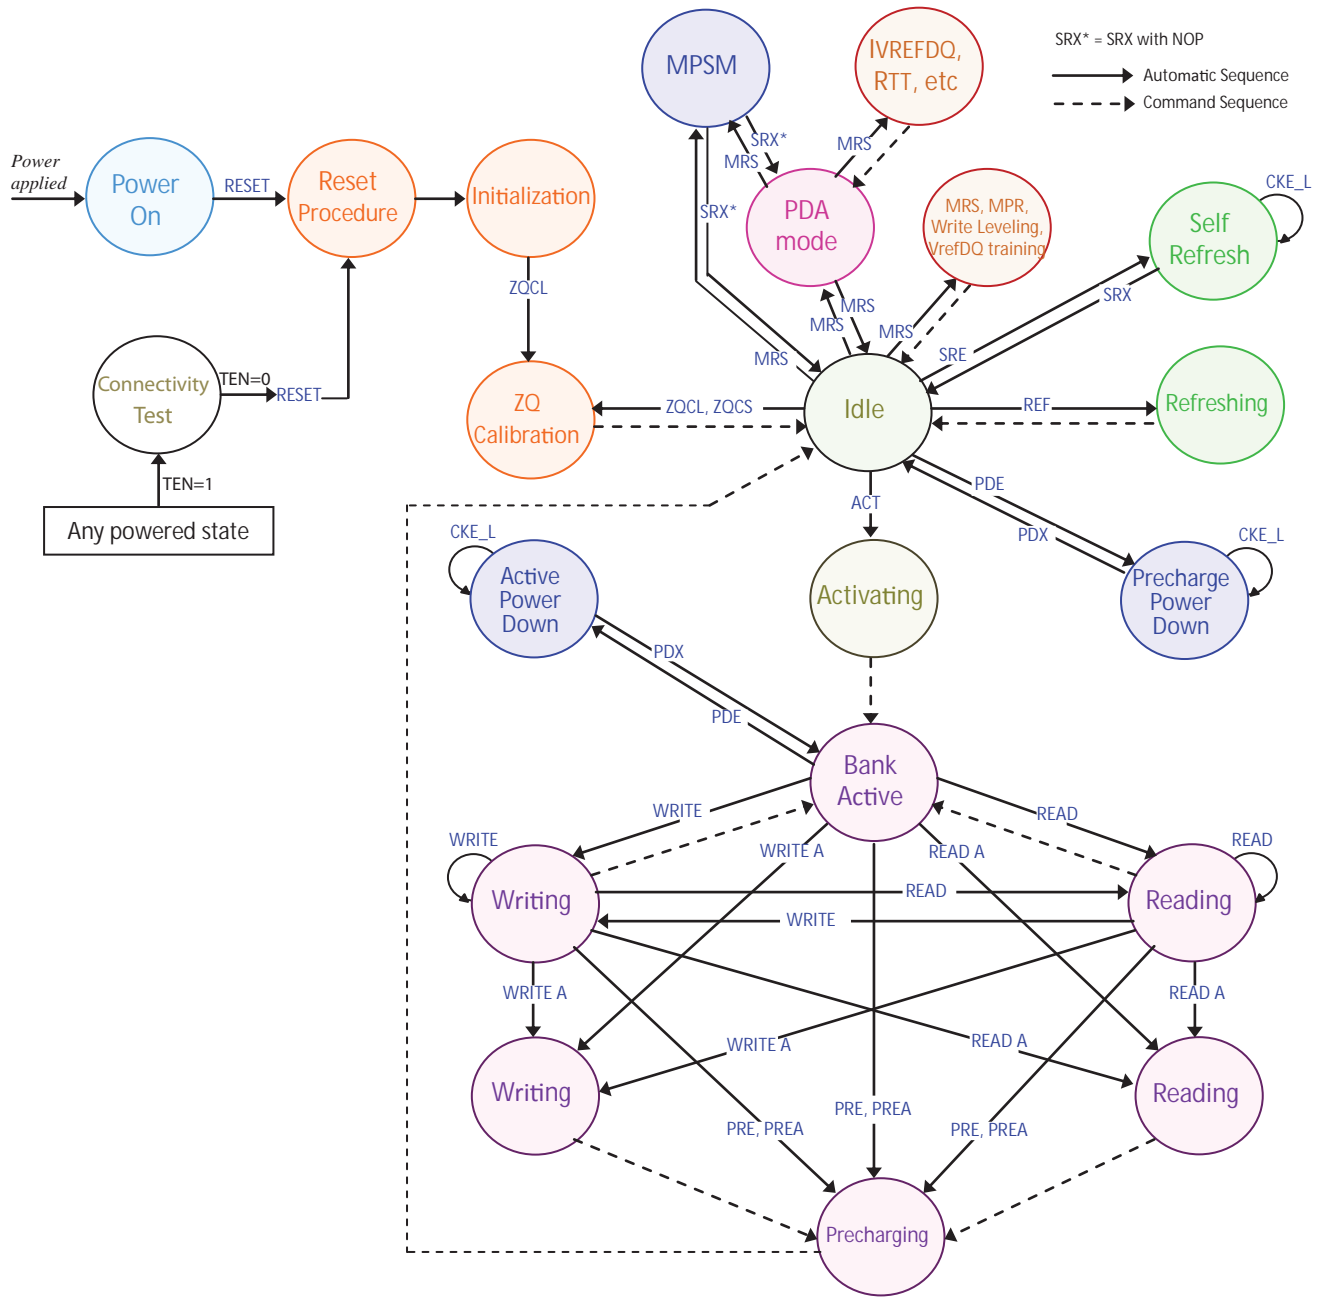 SRX* = SRX with NOP
Automatic Sequence
Command Sequence
MPSM
IVREFDQ,
RTT, etc
SRX*
MRS
MRS
Power
applied
Power
On
RESET
Reset
Procedure
Initialization
SRX*
PDA
mode
MRS, MPR,
Write Leveling,
VrefDQ training
CKE_L
Self
Refresh
ZQCL
MRS
MRS
MRS
SRX
MRS
SRE
Connectivity
Test
TEN=0
RESET
ZQ
Calibration
ZQCL, ZQCS
Idle
REF
Refreshing
TEN=1
Any powered state
ACT
PDE
PDX
CKE_L
Active
Power
Down
Activating
CKE_L
Precharge
Power
Down
PDX
PDE
Bank
Active
WRITE
READ
WRITE
WRITE A
READ A
READ
Writing
READ
Reading
WRITE
WRITE A
READ A
WRITE A
READ A
Writing
Reading
PRE, PREA
PRE, PREA
PRE, PREA
Precharging